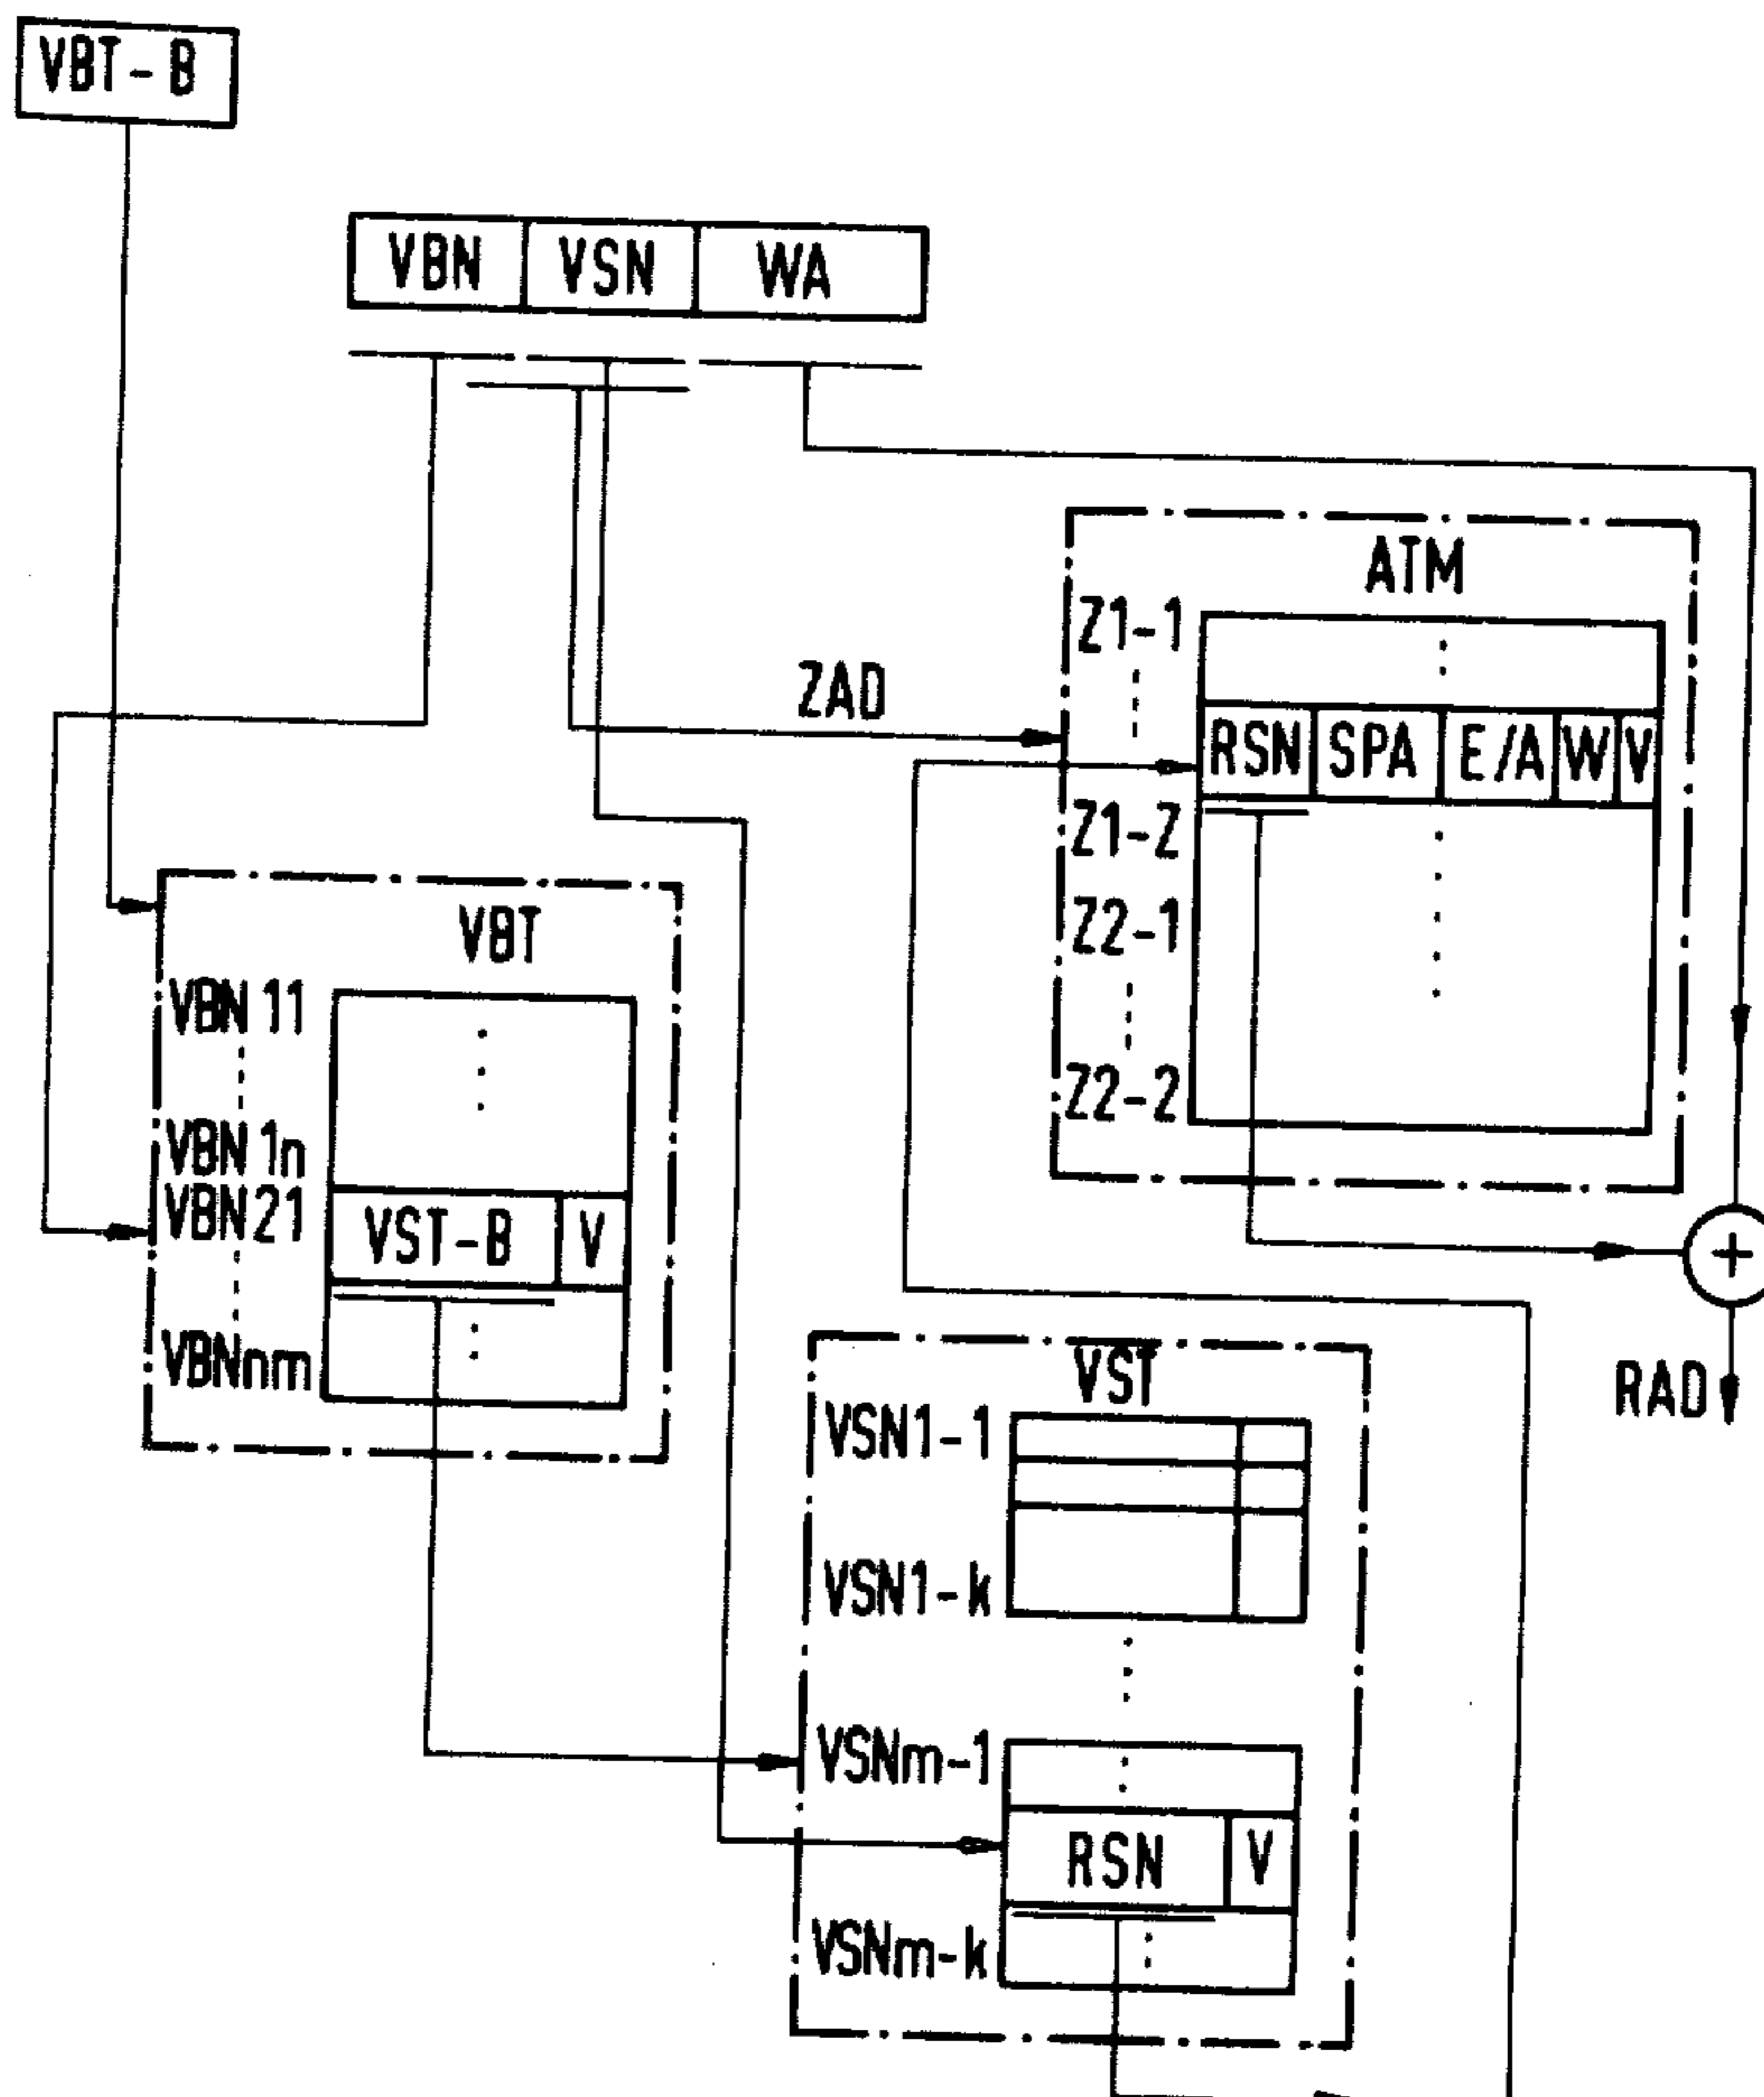 VBT-B
VBN VSN WA
ATM
Z1-1
ZAD
RSN SPA E/A W V
Z1-Z
Z2-1
Z2-2
VBT
VBN 11
VBN 1n
VBN 21
VST-B V
VBNnm
+
RAD
VST
VSN1-1
VSN1-k
VSNm-1
RSN V
VSNm-k